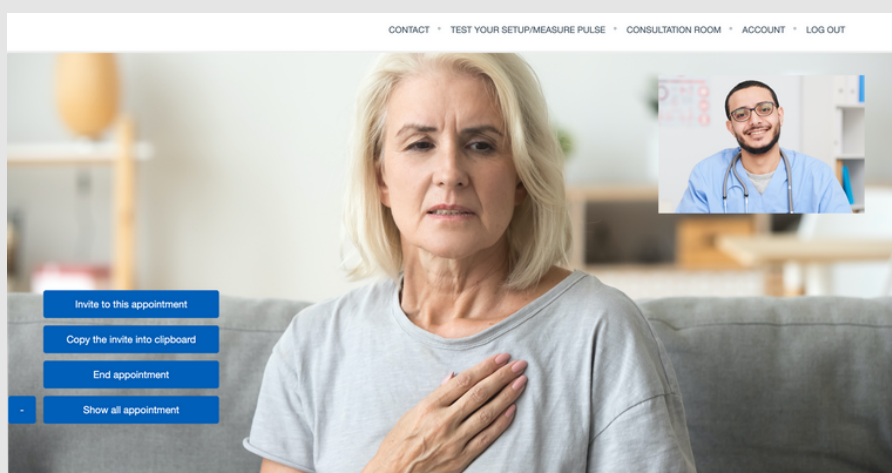 CONTACT * TEST YOUR SETUP/MEASURE PULSE * CONSULTATION ROOM * ACCOUNT * LOG OUT
Invite to this appointment
Copy the invite into clipboard
End appointment
- Show all appointment